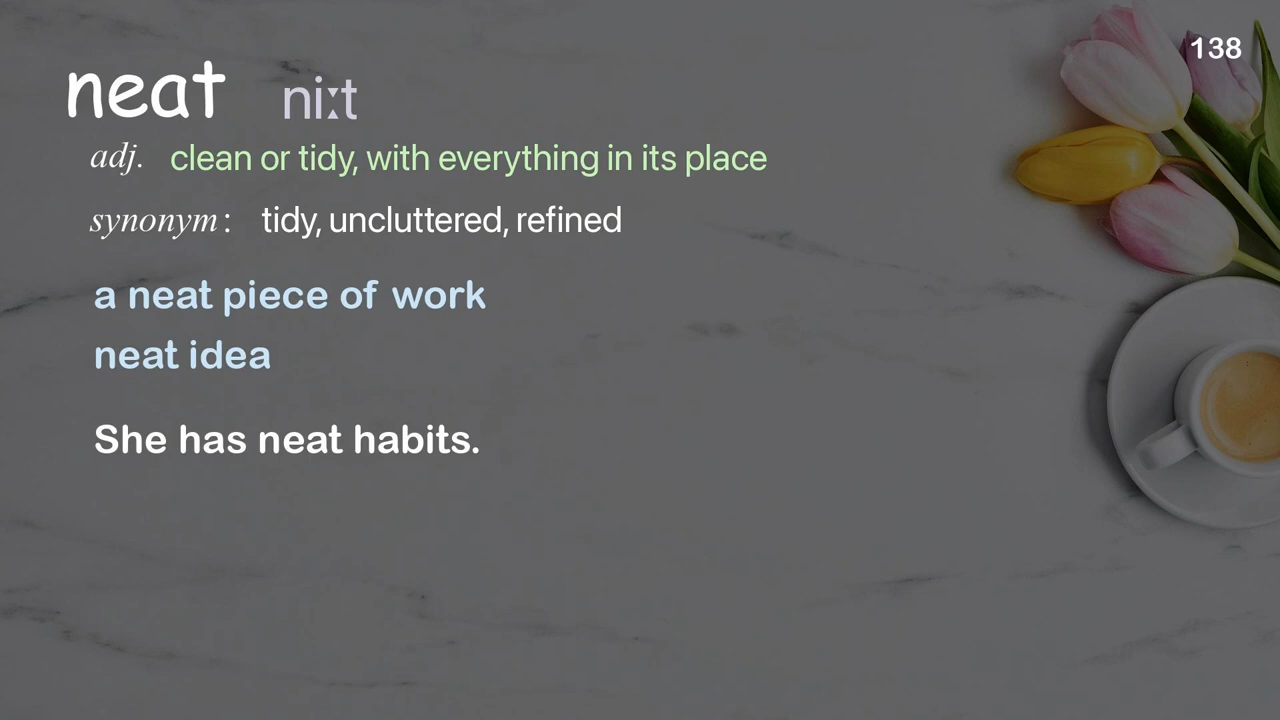 138
neat niːt
adj. clean or tidy, with everything in its place
synonym: tidy, uncluttered, refined
a neat piece of work
neat idea
She has neat habits.